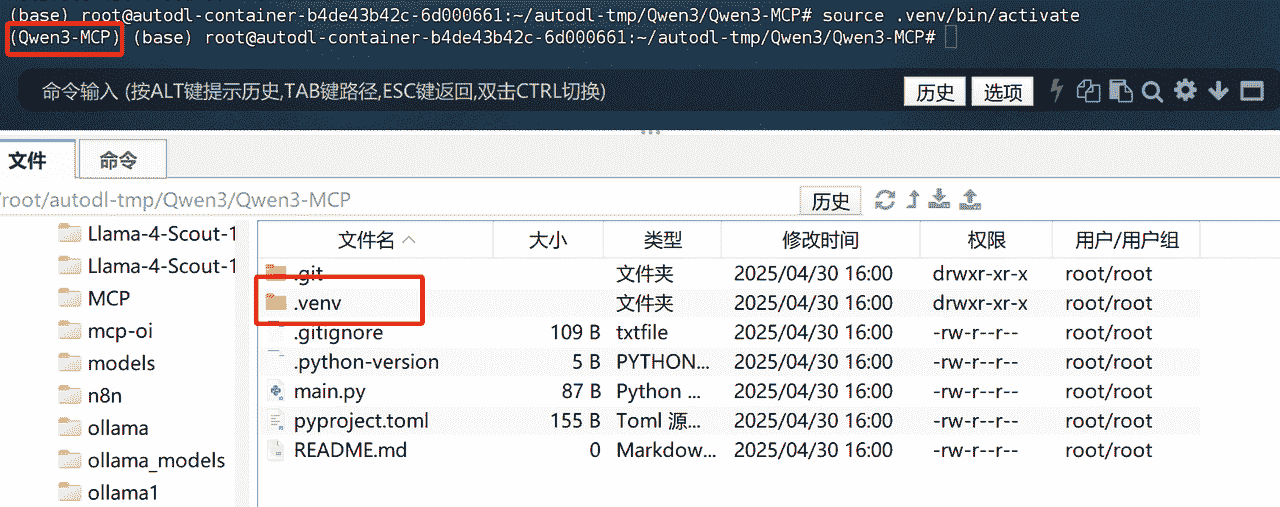 (base) root@autodl-container-b4de43b42c-6d000661:~/autodl-tmp/Qwen3/Qwen3-MCP# source .venv/bin/activate
(Qwen3-MCP) (base) root@autodl-container-b4de43b42c-6d000661:~/autodl-tmp/Qwen3/Qwen3-MCP#
命令输入 (按ALT键提示历史,TAB键路径,ESC键返回,双击CTRL切换) 历史 选项
文件 命令
/root/autodl-tmp/Qwen3/Qwen3-MCP 历史
Llama-4-Scout-1
Llama-4-Scout-1
MCP
mcp-oi
models
n8n
ollama
ollama_models
ollama1
文件名 大小 类型 修改时间 权限 用户/用户组
.git 文件夹 2025/04/30 16:00 drwxr-xr-x root/root
.venv 文件夹 2025/04/30 16:00 drwxr-xr-x root/root
.gitignore 109 B txtfile 2025/04/30 16:00 -rw-r--r-- root/root
.python-version 5 B PYTHON... 2025/04/30 16:00 -rw-r--r-- root/root
main.py 87 B Python ... 2025/04/30 16:00 -rw-r--r-- root/root
pyproject.toml 155 B Toml 源... 2025/04/30 16:00 -rw-r--r-- root/root
README.md 0 Markdow... 2025/04/30 16:00 -rw-r--r-- root/root